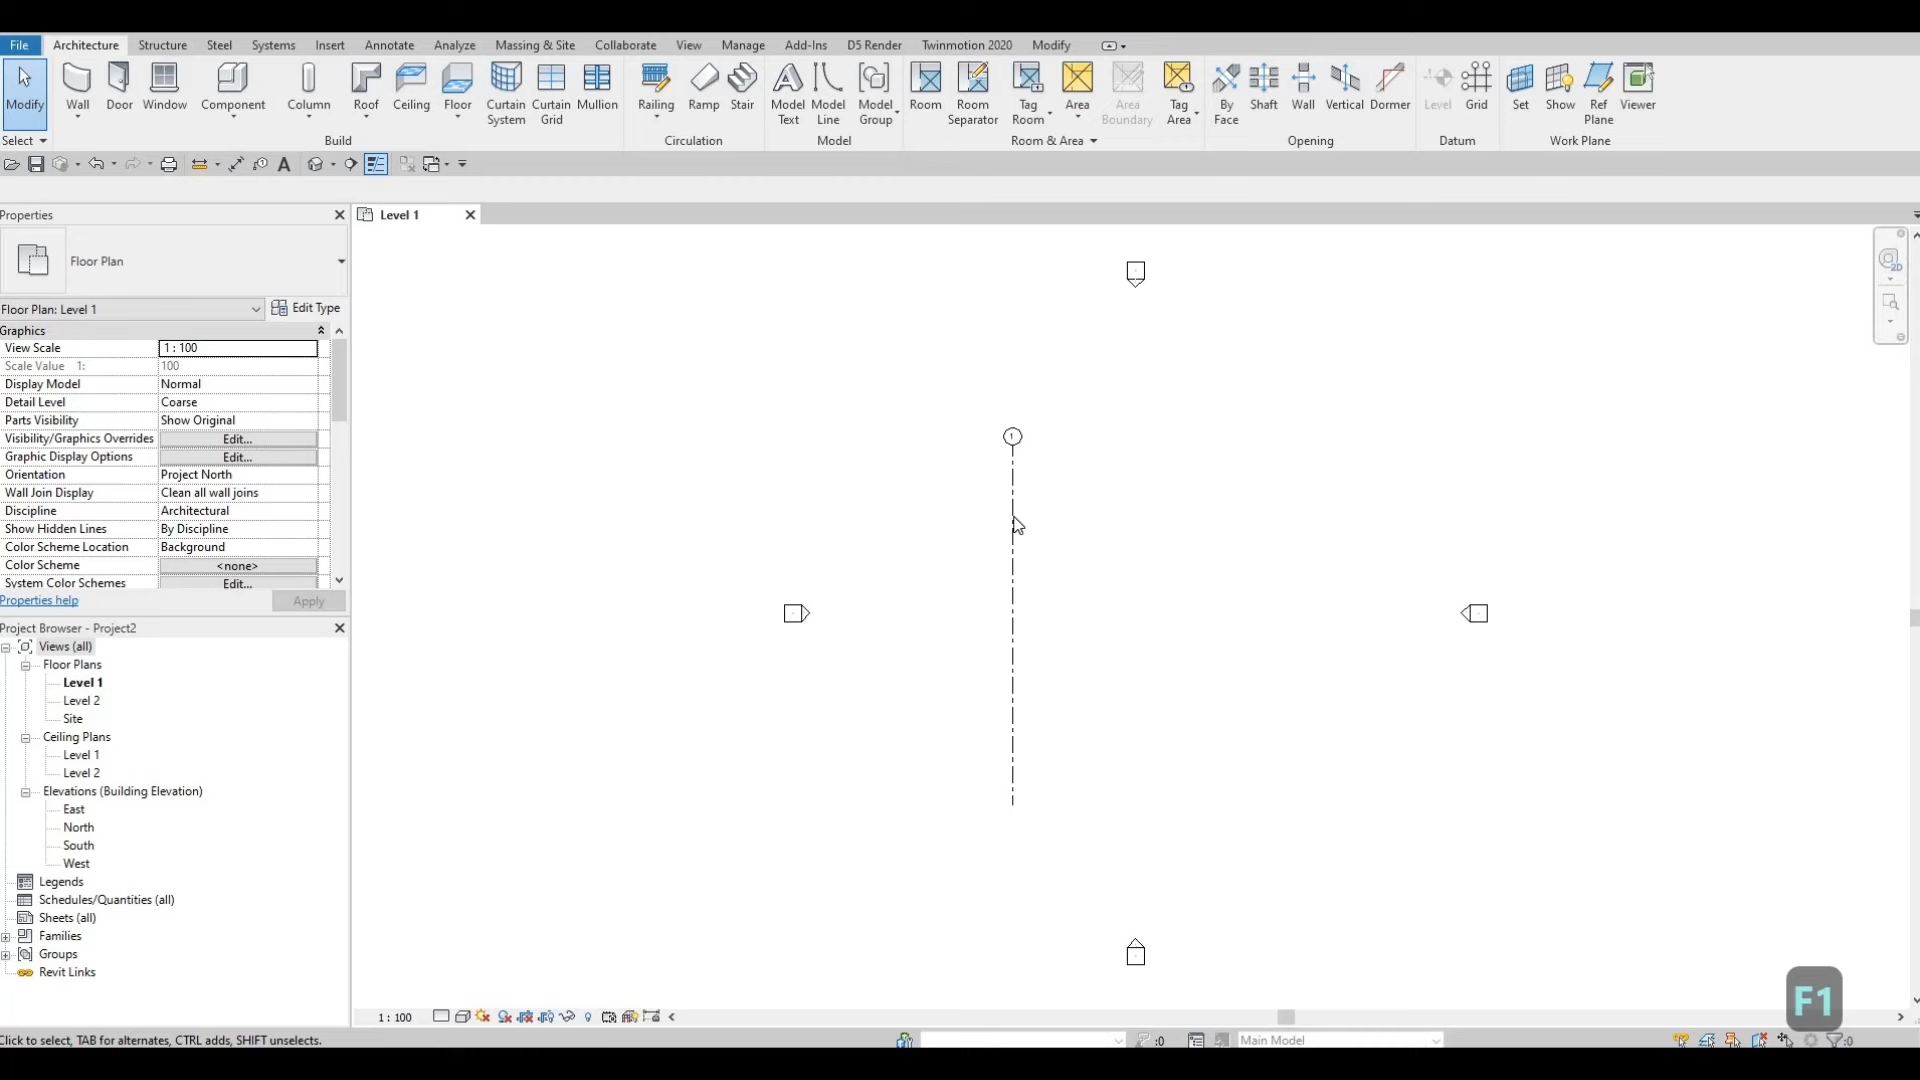 File Architecture Structure Steel Systems Insert Annotate Analyze Massing & Site Collaborate View Manage Add-Ins D5 Render Twinmotion 2020 Modify
Modify Wall Door Window Component Column Roof Ceiling Floor Curtain System Curtain Grid Mullion Railing Ramp Stair Model Text Model Line Model Group Room Room Separator Tag Room Area Area Boundary Tag Area By Face Shaft Wall Vertical Dormer Level Grid Set Show Ref Plane Viewer
Select Build Circulation Model Room & Area Opening Datum Work Plane
A
Properties
Level 1
Floor Plan
2D
Floor Plan: Level 1 Edit Type
Graphics
View Scale 1 : 100
Scale Value 1: 100
Display Model Normal
Detail Level Coarse
Parts Visibility Show Original
Visibility/Graphics Overrides Edit...
Graphic Display Options Edit...
Orientation Project North
Wall Join Display Clean all wall joins
Discipline Architectural
Show Hidden Lines By Discipline
Color Scheme Location Background
Color Scheme <none>
System Color Schemes Edit...
Properties help Apply
1
Project Browser - Project2
Views (all)
Floor Plans
Level 1
Level 2
Site
Ceiling Plans
Level 1
Level 2
Elevations (Building Elevation)
East
North
South
West
Legends
Schedules/Quantities (all)
Sheets (all)
Families
Groups
Revit Links
F1
1 : 100
Click to select, TAB for alternates, CTRL adds, SHIFT unselects.
:0
Main Model
:0